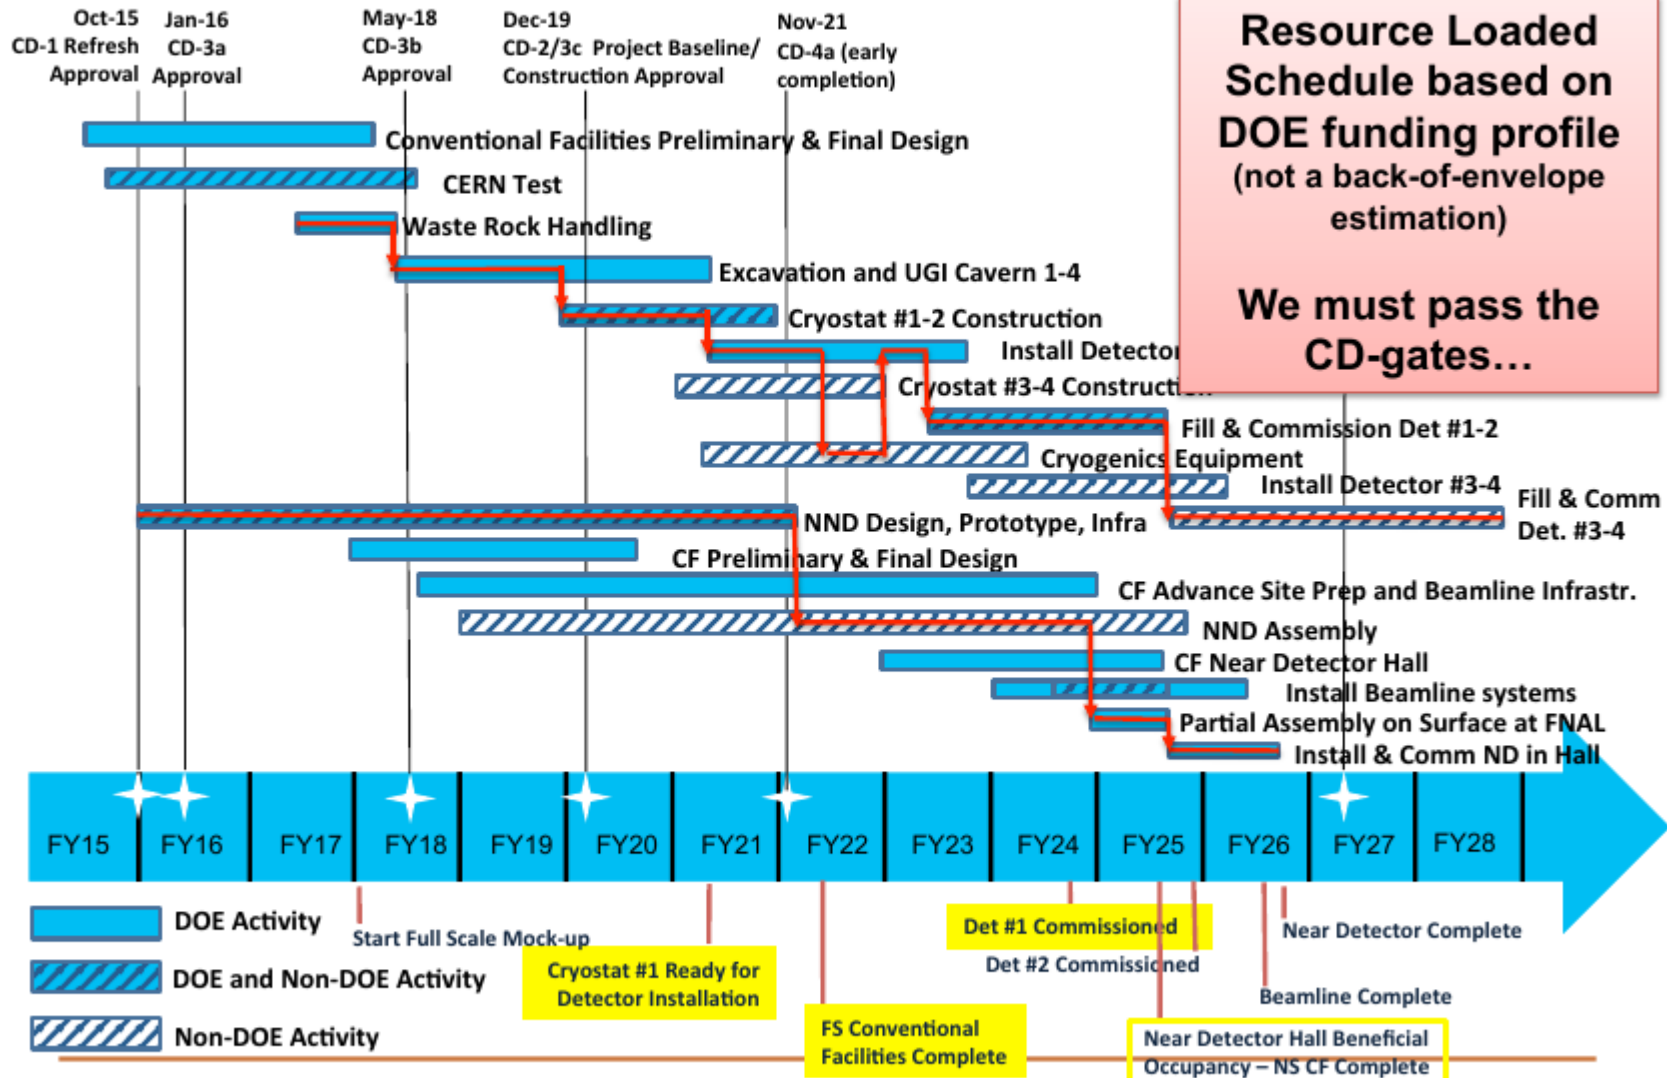 Oct-15
CD-1 Refresh
Approval
Jan-16
CD-3a
Approval
May-18
CD-3b
Approval
Dec-19
CD-2/3c Project Baseline/
Construction Approval
Nov-21
CD-4a (early
completion)
Resource Loaded
Schedule based on
DOE funding profile
(not a back-of-envelope
estimation)
We must pass the
CD-gates…
Conventional Facilities Preliminary & Final Design
CERN Test
Waste Rock Handling
Excavation and UGI Cavern 1-4
Cryostat #1-2 Construction
Install Detector
Cryostat #3-4 Construction
Fill & Commission Det #1-2
Cryogenics Equipment
Install Detector #3-4
Fill & Comm
Det. #3-4
NND Design, Prototype, Infra
CF Preliminary & Final Design
CF Advance Site Prep and Beamline Infrastr.
NND Assembly
CF Near Detector Hall
Install Beamline systems
Partial Assembly on Surface at FNAL
Install & Comm ND in Hall
FY15 FY16 FY17 FY18 FY19 FY20 FY21 FY22 FY23 FY24 FY25 FY26 FY27 FY28
DOE Activity
DOE and Non-DOE Activity
Non-DOE Activity
Start Full Scale Mock-up
Cryostat #1 Ready for
Detector Installation
FS Conventional
Facilities Complete
Det #1 Commissioned
Det #2 Commissioned
Near Detector Hall Beneficial
Occupancy – NS CF Complete
Beamline Complete
Near Detector Complete